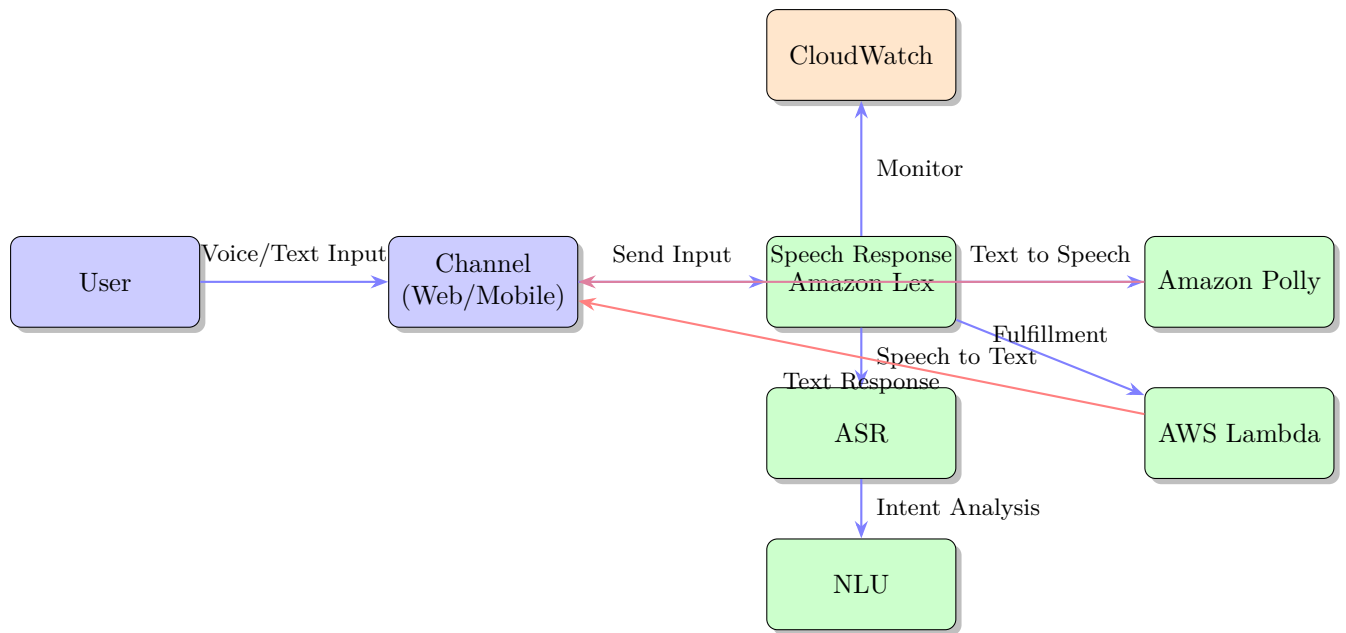 CloudWatch
Monitor
Voice/Text Input
Send Input
Speech Response
Text to Speech
User
Channel
(Web/Mobile)
Amazon Lex
Amazon Polly
Fulfillment
Speech to Text
Text Response
ASR
AWS Lambda
Intent Analysis
NLU